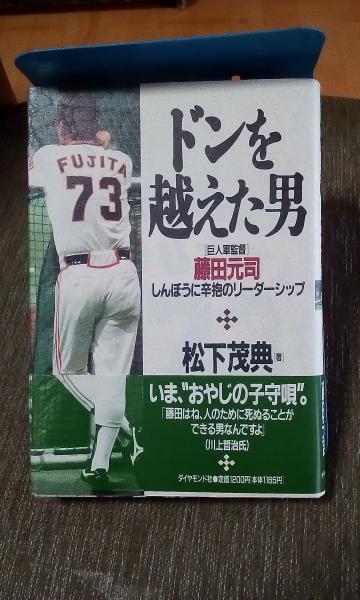 FUJITA
73
ドンを
越えた男
[巨人軍監督]
藤田元司
しんぼうに辛抱のリーダーシップ
松下茂典 著
いま、“おやじの子守唄”。
『藤田はね、人のために死ぬることが
できる男なんですよ』
(川上哲治氏)
ダイヤモンド社●定価1200円[本体1165円]